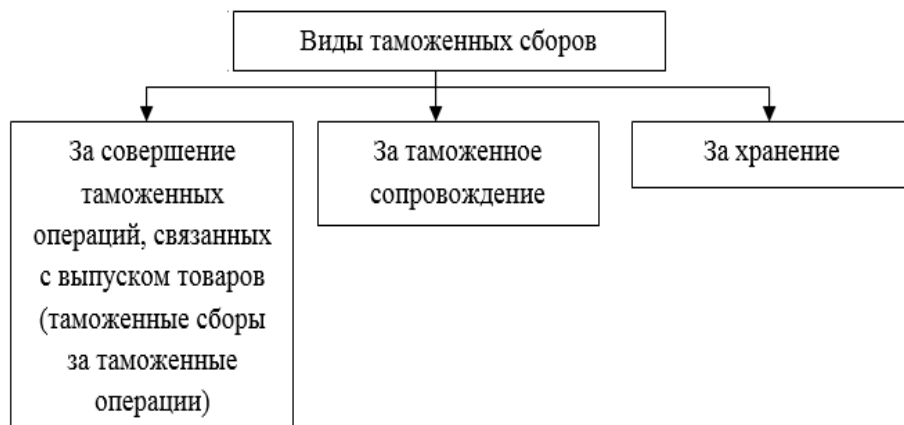 Виды таможенных сборов
За совершение
таможенных
операций, связанных
с выпуском товаров
(таможенные сборы
за таможенные
операции)
За таможенное
сопровождение
За хранение